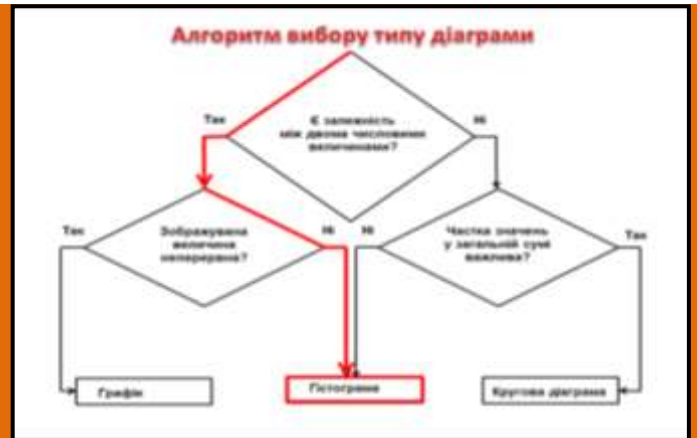 Алгоритм вибору типу діаграми
Так
Є залежність
між двома числовими
величинами?
Ні
Так
Зображувана
величина
неперервна?
Ні
Ні
Частка значень
у загальній сумі
важлива?
Так
Графік
Гістограма
Кругова діаграма